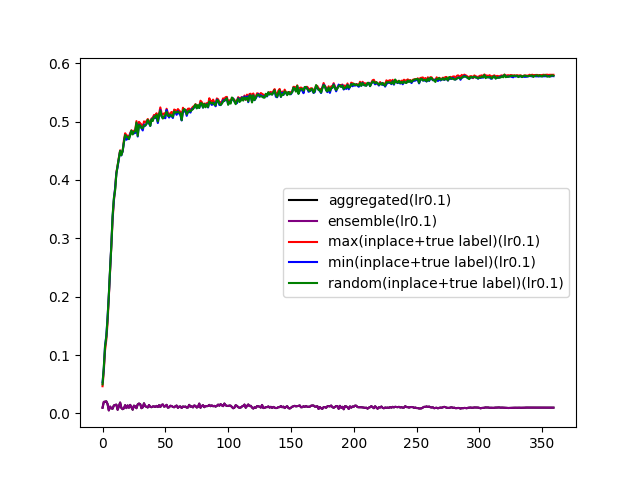 0.6
0.5
0.4
0.3
0.2
0.1
0.0
aggregated(lr0.1)
ensemble(lr0.1)
max(inplace+true label)(lr0.1)
min(inplace+true label)(lr0.1)
random(inplace+true label)(lr0.1)
0 50 100 150 200 250 300 350